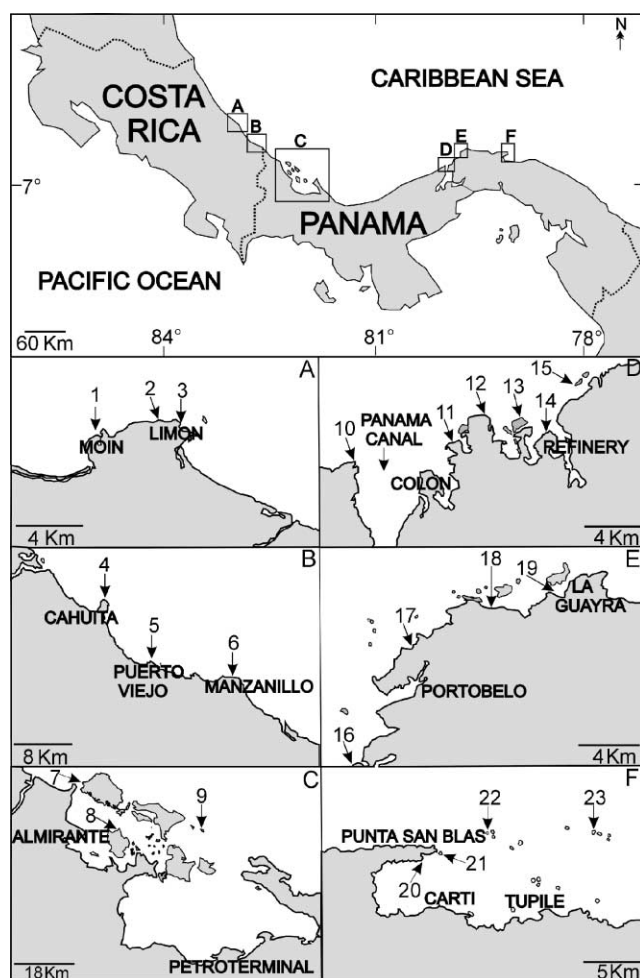 N
CARIBBEAN SEA
COSTA
RICA
A
B
C
D
E
F
7°
PANAMA
PACIFIC OCEAN
60 Km
84°
81°
78°
A
1
2
3
MOIN
LIMON
4 Km
D
10
PANAMA
CANAL
11
12
13
14
15
COLON
REFINERY
4 Km
B
4
CAHUITA
5
PUERTO
VIEJO
6
MANZANILLO
8 Km
E
16
17
18
19
LA
GUAYRA
PORTOBELO
4 Km
C
7
8
9
ALMIRANTE
PETROTERMINAL
18Km
F
22
23
PUNTA SAN BLAS
21
20
CARTI
TUPILE
5 Km